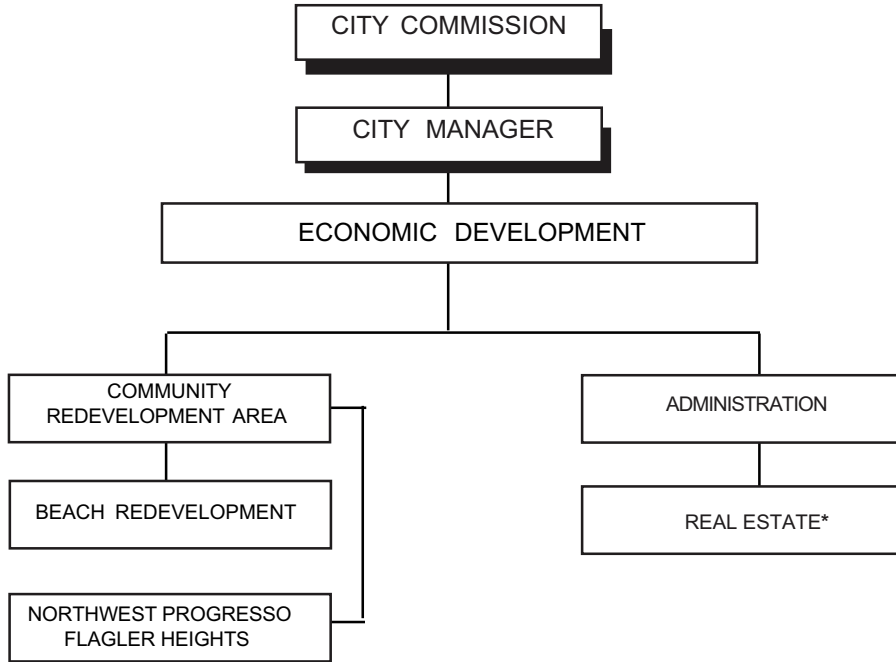 CITY COMMISSION
CITY MANAGER
ECONOMIC DEVELOPMENT
COMMUNITY
REDEVELOPMENT AREA
ADMINISTRATION
BEACH REDEVELOPMENT
REAL ESTATE*
NORTHWEST PROGRESSO
FLAGLER HEIGHTS